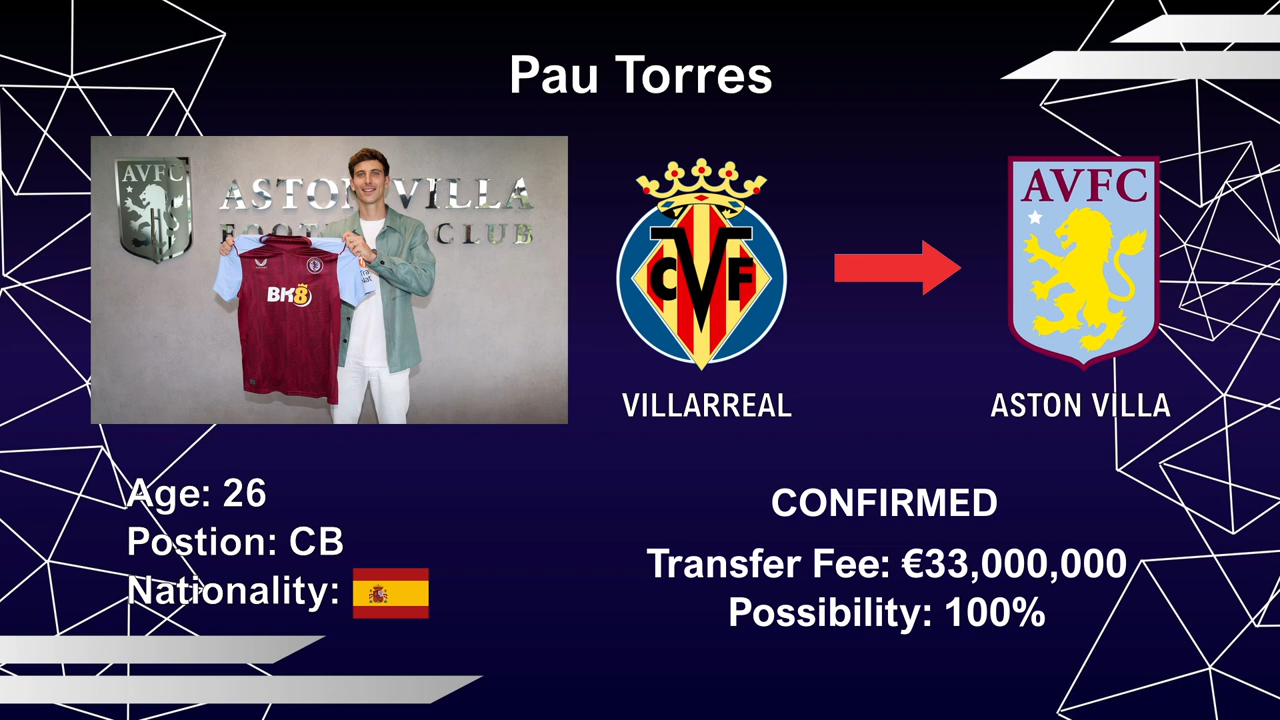 Pau Torres
AVFC
ASTON VILLA
FOOT CLUB
BK8
CVF
AVFC
VILLARREAL
ASTON VILLA
Age: 26
Postion: CB
Nationality:
CONFIRMED
Transfer Fee: €33,000,000
Possibility: 100%